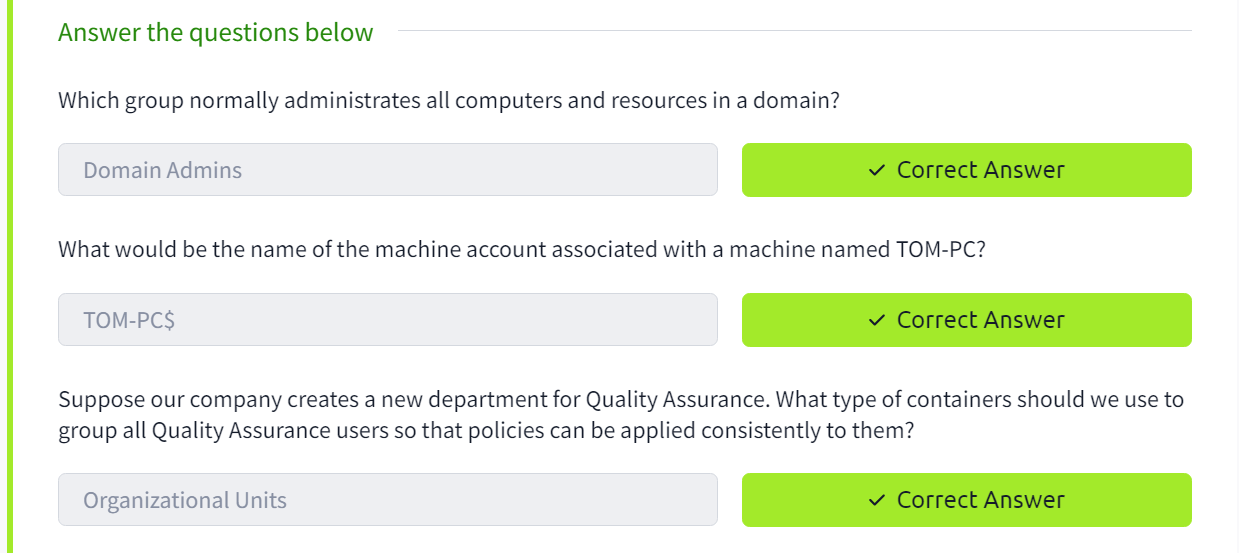 Answer the questions below
Which group normally administrates all computers and resources in a domain?
Domain Admins
✓ Correct Answer
What would be the name of the machine account associated with a machine named TOM-PC?
TOM-PC$
✓ Correct Answer
Suppose our company creates a new department for Quality Assurance. What type of containers should we use to
group all Quality Assurance users so that policies can be applied consistently to them?
Organizational Units
✓ Correct Answer